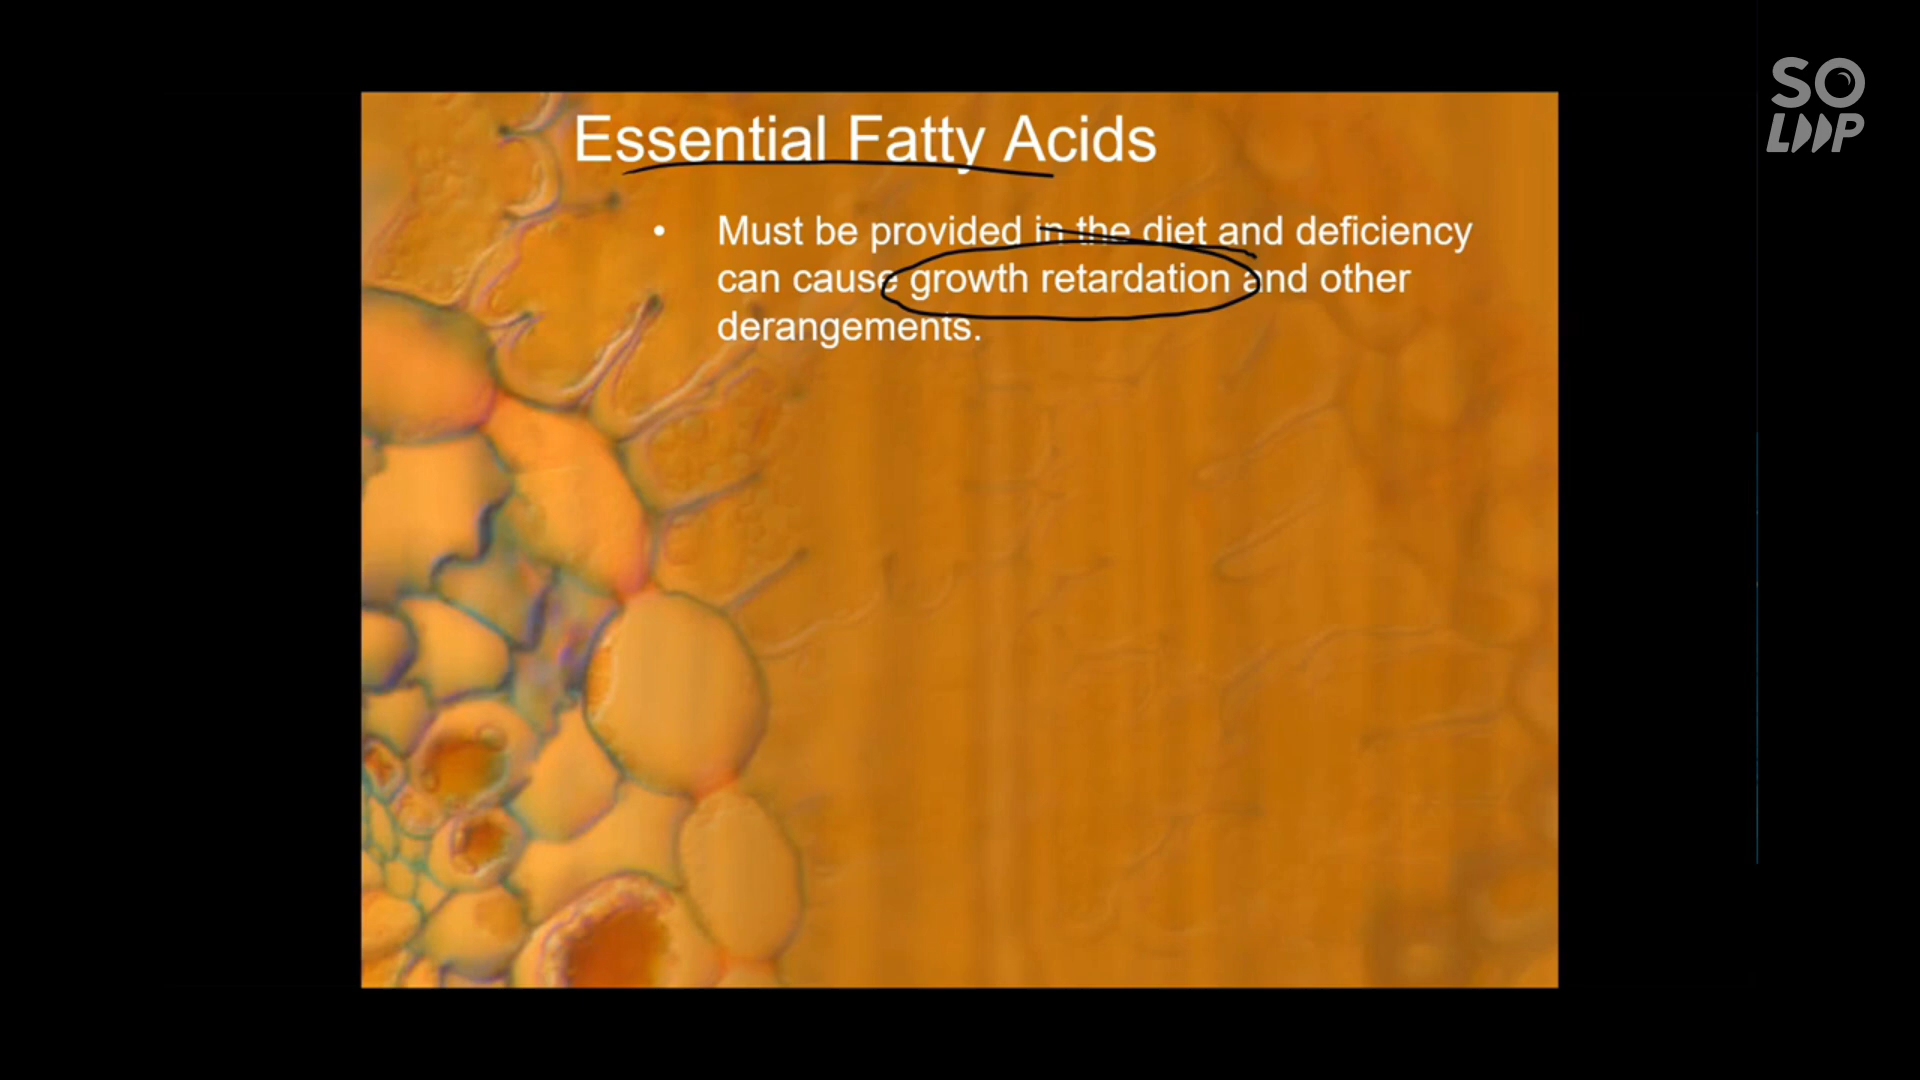 SO
LOOP
Essential Fatty Acids
• Must be provided in the diet and deficiency
can cause growth retardation and other
derangements.